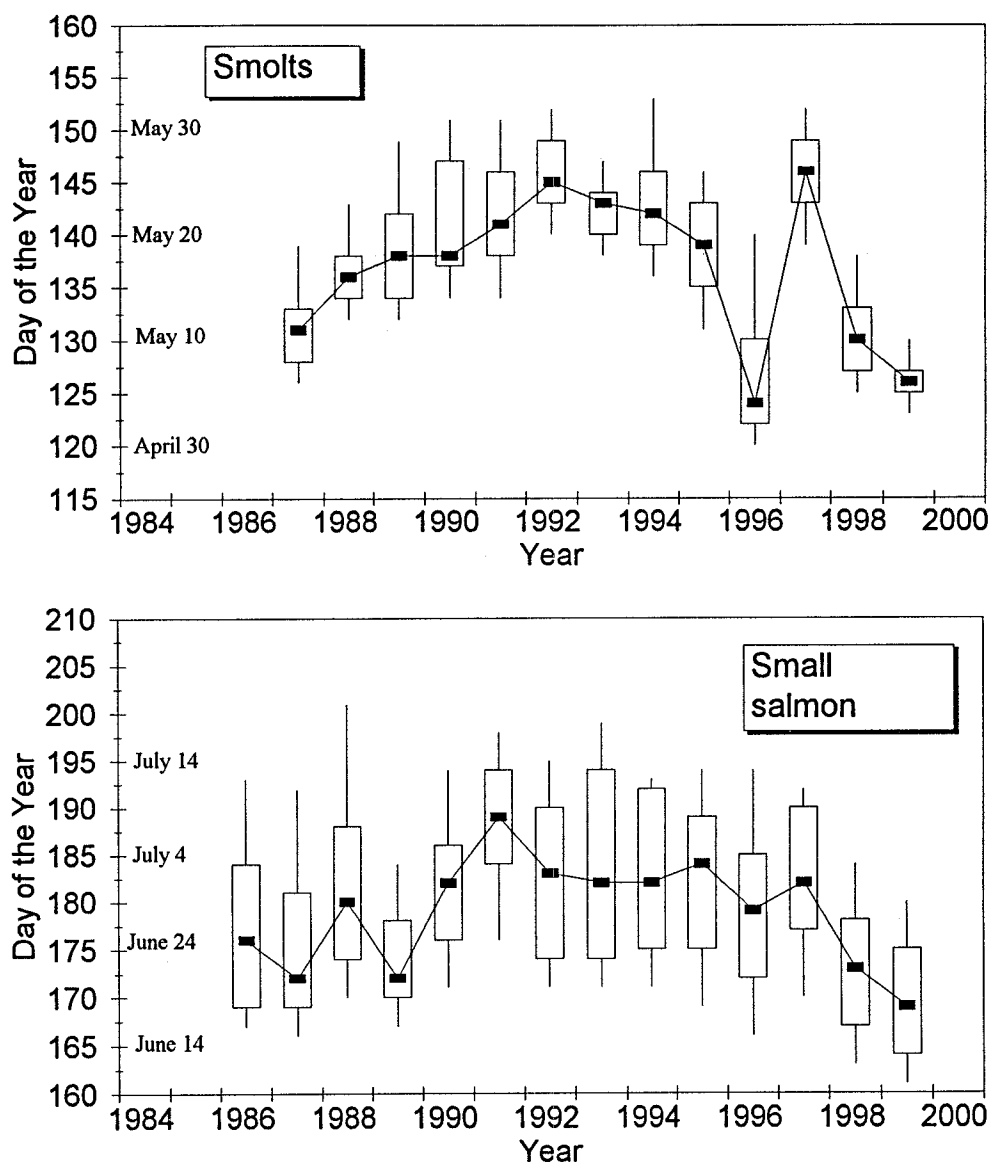 Smolts
Day of the Year
160
155
150
145
140
135
130
125
120
115
May 30
May 20
May 10
April 30
1984 1986 1988 1990 1992 1994 1996 1998 2000
Year
Small
salmon
Day of the Year
210
205
200
195
190
185
180
175
170
165
160
July 14
July 4
June 24
June 14
1984 1986 1988 1990 1992 1994 1996 1998 2000
Year